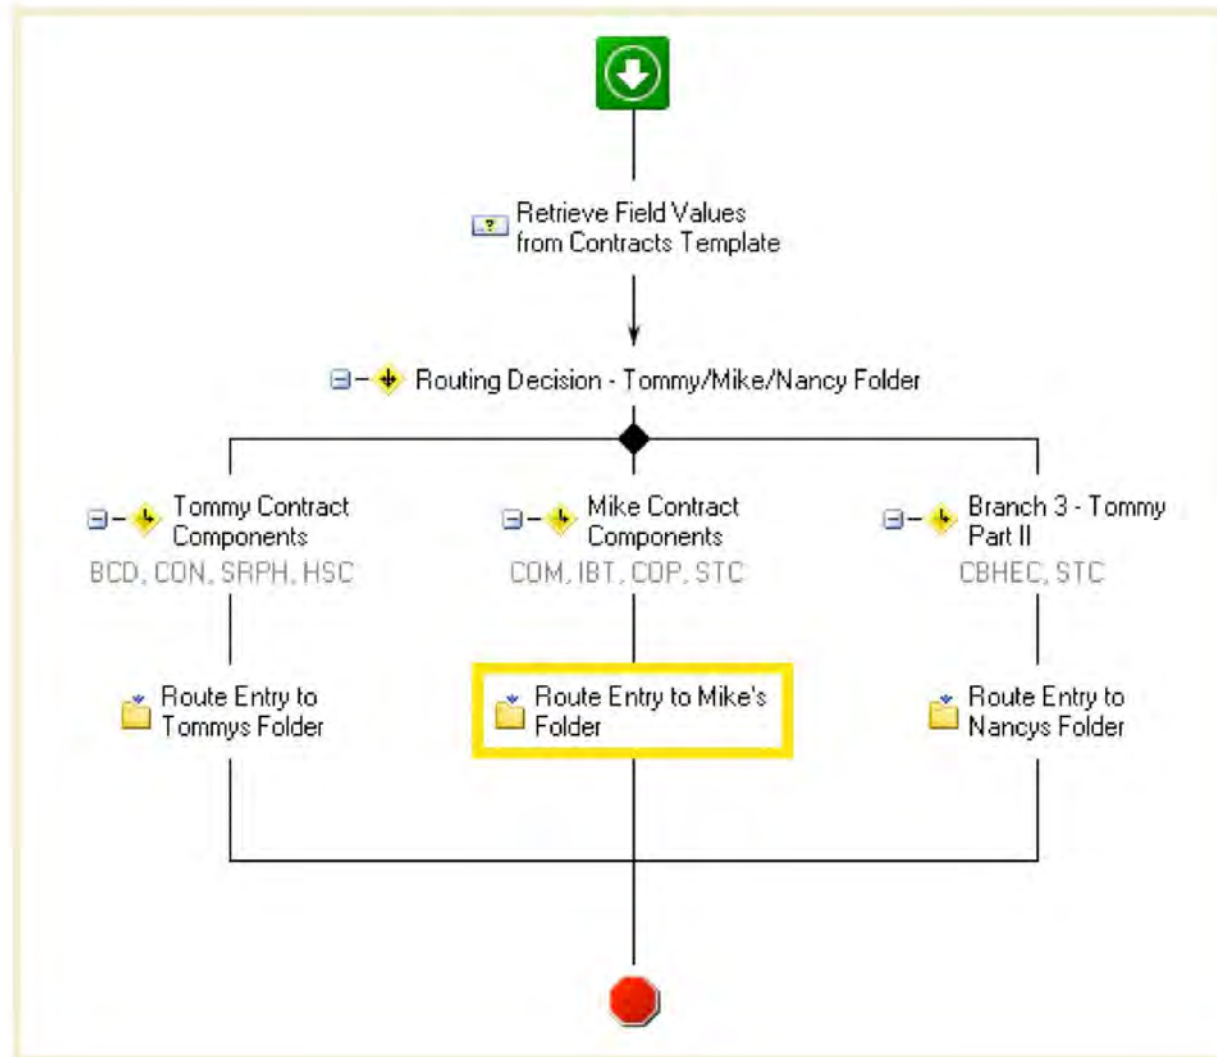 Retrieve Field Values
from Contracts Template
Routing Decision - Tommy/Mike/Nancy Folder
Tommy Contract
Components
BCD, CON, SRPH, HSC
Mike Contract
Components
COM, IBT, COP, STC
Branch 3 - Tommy
Part II
CBHEC, STC
Route Entry to
Tommys Folder
Route Entry to Mike's
Folder
Route Entry to
Nancys Folder